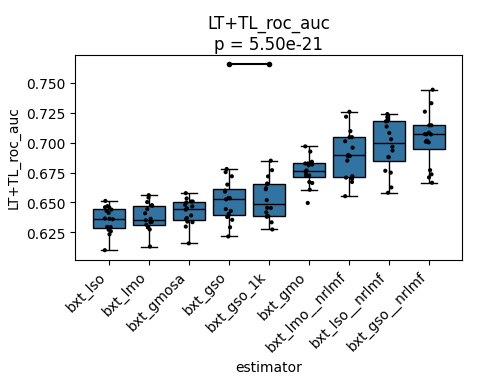 LT+TL_roc_auc
p = 5.50e-21
LT+TL_roc_auc
0.750
0.725
0.700
0.675
0.650
0.625
bxt_lso
bxt_lmo
bxt_gmosa
bxt_gso
bxt_gso_1k
bxt_gmo
bxt_lmo__nrlmf
bxt_lso__nrlmf
bxt_gso__nrlmf
estimator